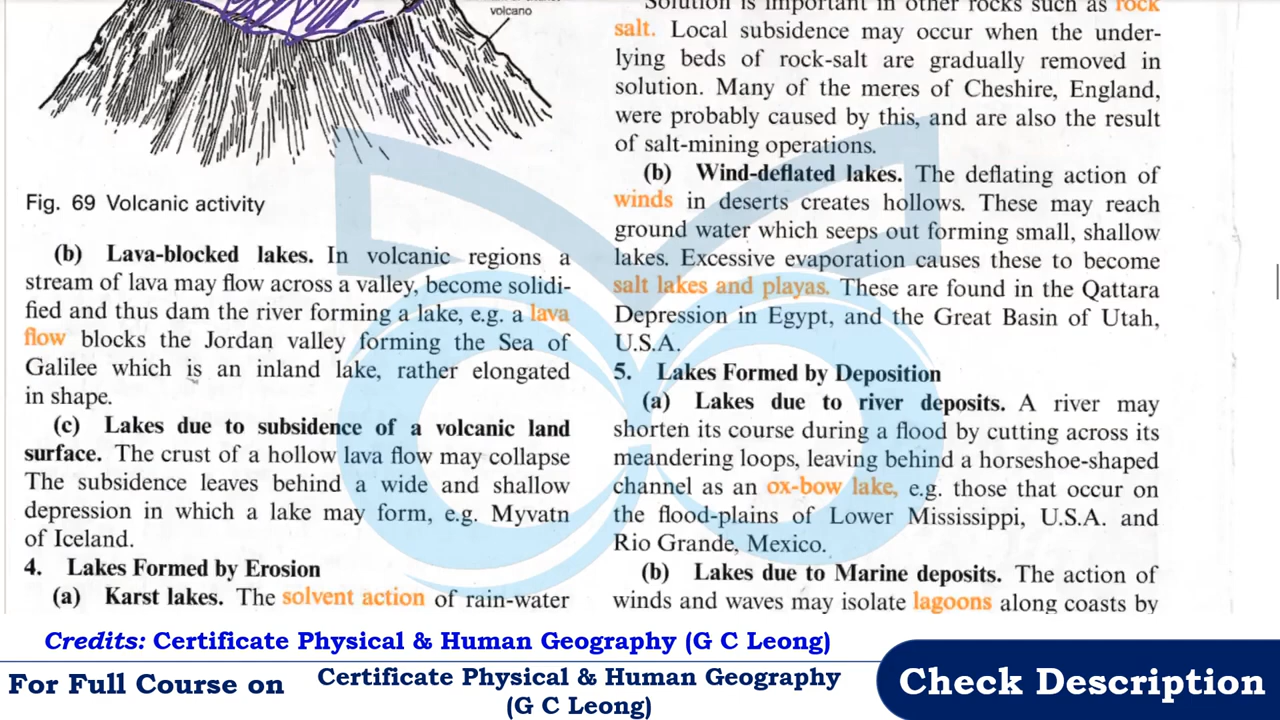 volcano
Fig. 69 Volcanic activity
(b) Lava-blocked lakes. In volcanic regions a
stream of lava may flow across a valley, become solidi-
fied and thus dam the river forming a lake, e.g. a lava
flow blocks the Jordan valley forming the Sea of
Galilee which is an inland lake, rather elongated
in shape.
(c) Lakes due to subsidence of a volcanic land
surface. The crust of a hollow lava flow may collapse
The subsidence leaves behind a wide and shallow
depression in which a lake may form, e.g. Myvatn
of Iceland.
4. Lakes Formed by Erosion
(a) Karst lakes. The solvent action of rain-water
Solution is important in other rocks such as rock
salt. Local subsidence may occur when the under-
lying beds of rock-salt are gradually removed in
solution. Many of the meres of Cheshire, England,
were probably caused by this, and are also the result
of salt-mining operations.
(b) Wind-deflated lakes. The deflating action of
winds in deserts creates hollows. These may reach
ground water which seeps out forming small, shallow
lakes. Excessive evaporation causes these to become
salt lakes and playas. These are found in the Qattara
Depression in Egypt, and the Great Basin of Utah,
U.S.A.
5. Lakes Formed by Deposition
(a) Lakes due to river deposits. A river may
shorten its course during a flood by cutting across its
meandering loops, leaving behind a horseshoe-shaped
channel as an ox-bow lake, e.g. those that occur on
the flood-plains of Lower Mississippi, U.S.A. and
Rio Grande, Mexico.
(b) Lakes due to Marine deposits. The action of
winds and waves may isolate lagoons along coasts by
Credits: Certificate Physical & Human Geography (G C Leong)
For Full Course on
Certificate Physical & Human Geography
(G C Leong)
Check Description